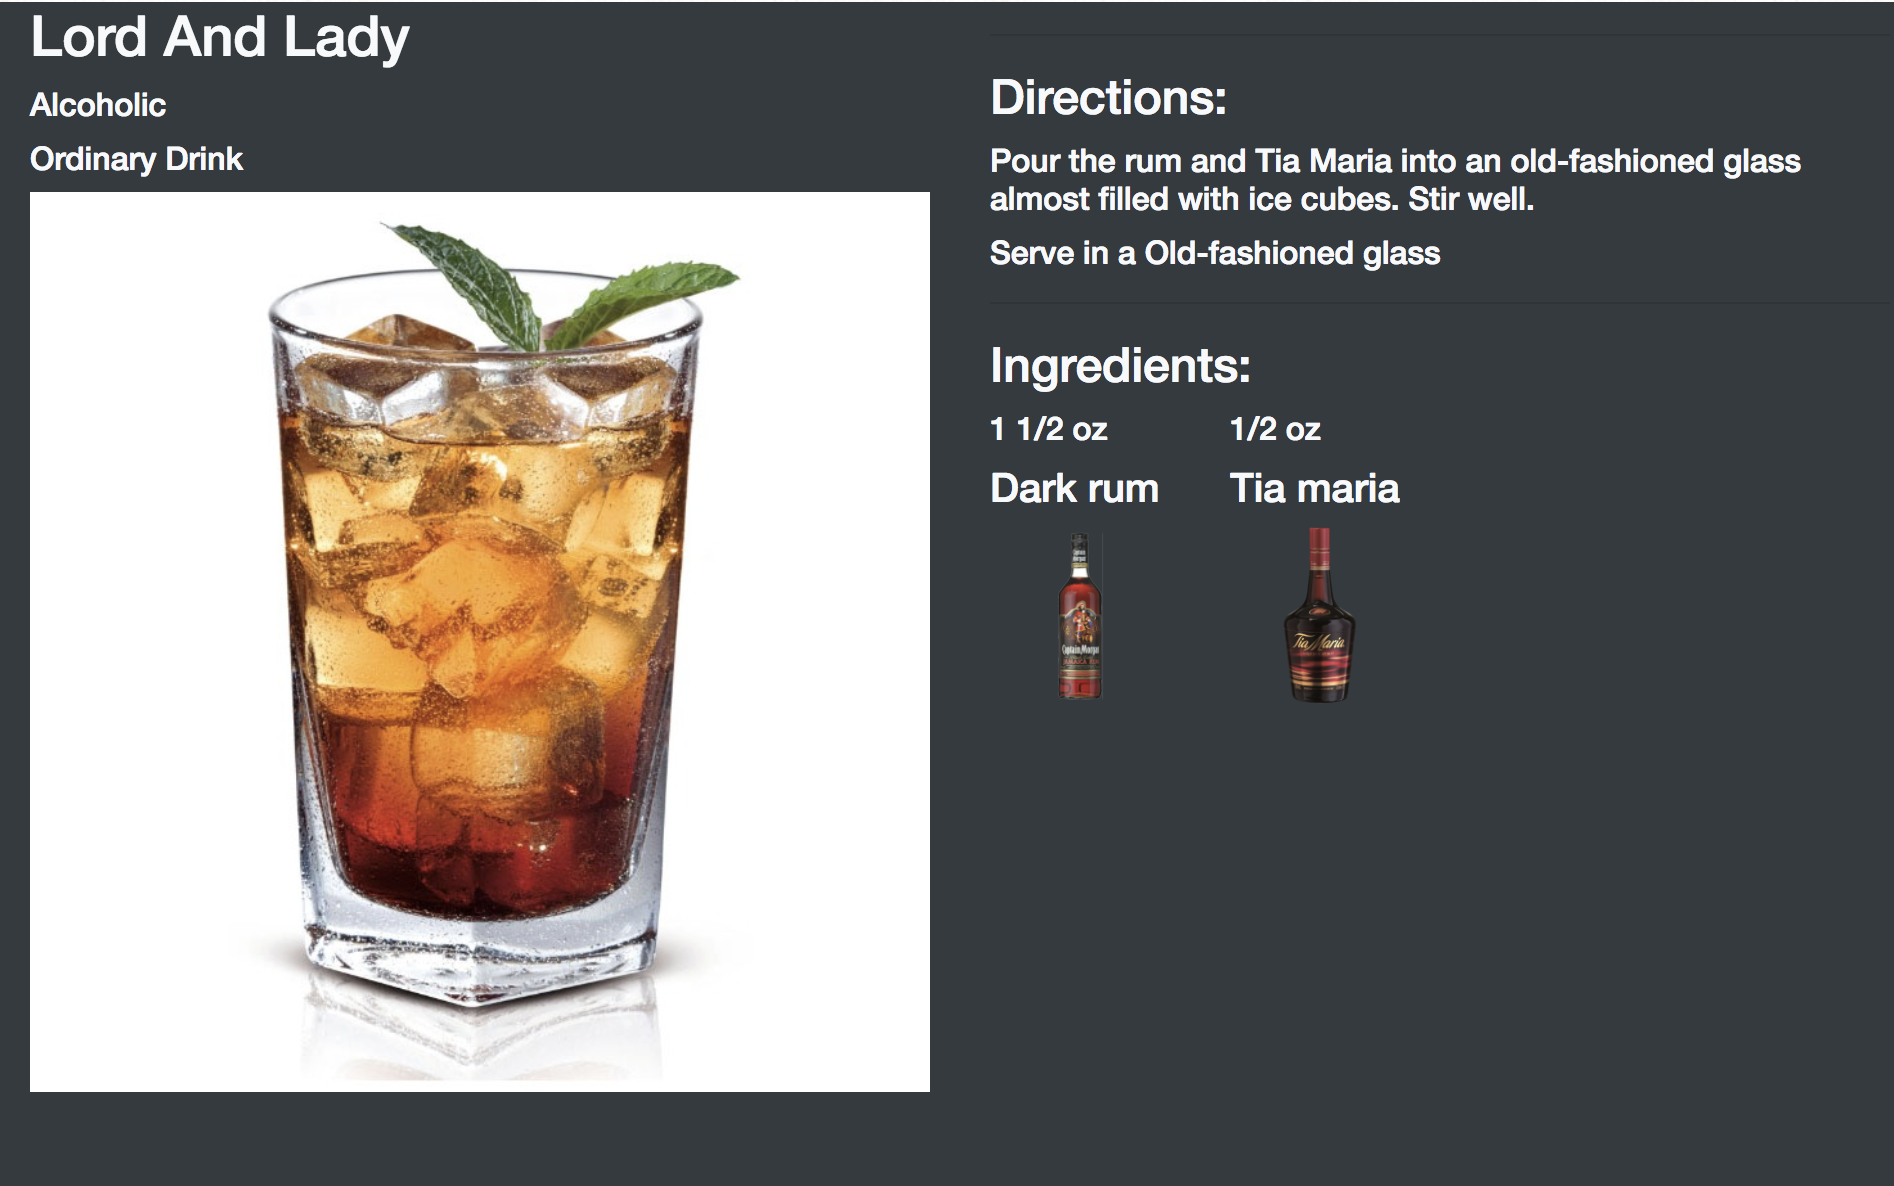 Lord And Lady
Alcoholic
Ordinary Drink
Directions:
Pour the rum and Tia Maria into an old-fashioned glass
almost filled with ice cubes. Stir well.
Serve in a Old-fashioned glass
Ingredients:
1 1/2 oz
Dark rum
Captain Morgan
JAMAICA RUM
1/2 oz
Tia maria
Tia Maria